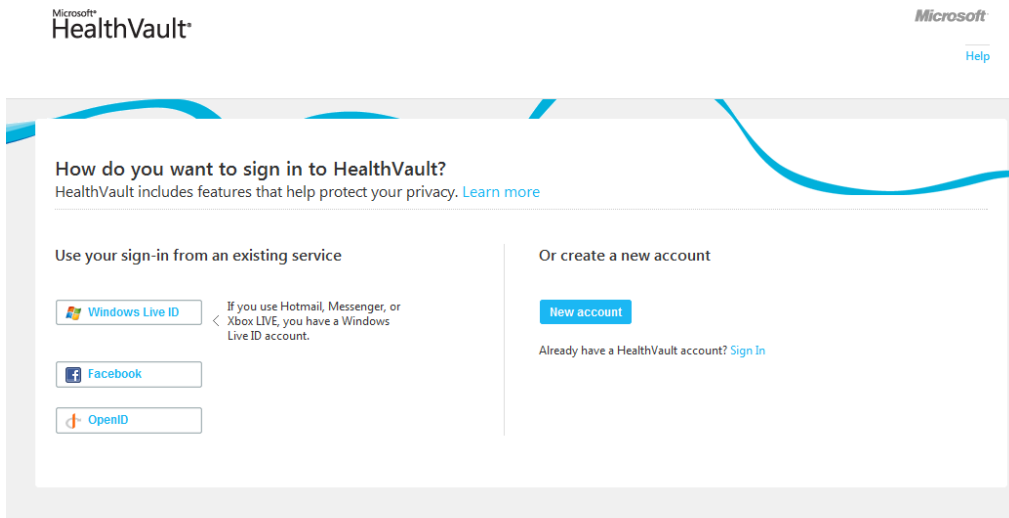 Microsoft®
HealthVault®
Microsoft
Help
How do you want to sign in to HealthVault?
HealthVault includes features that help protect your privacy. Learn more
Use your sign-in from an existing service
Windows Live ID
If you use Hotmail, Messenger, or
Xbox LIVE, you have a Windows
Live ID account.
Facebook
OpenID
Or create a new account
New account
Already have a HealthVault account? Sign In